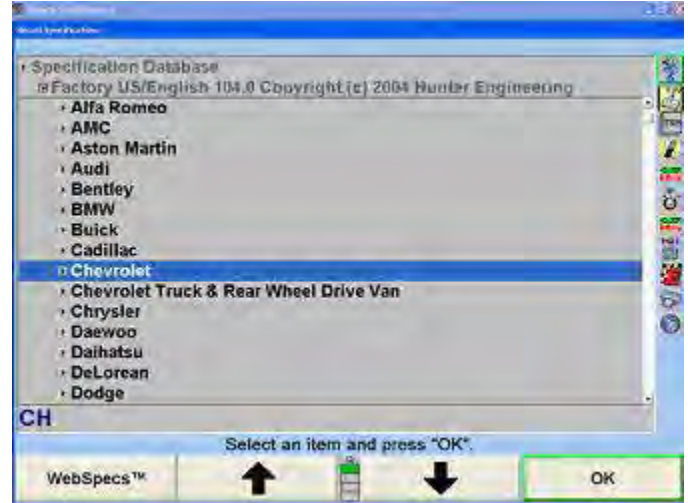 Specification Database
Factory US/English 104.0 Copyright (c) 2004 Hunter Engineering
Alfa Romeo
AMC
Aston Martin
Audi
Bentley
BMW
Buick
Cadillac
Chevrolet
Chevrolet Truck & Rear Wheel Drive Van
Chrysler
Daewoo
Daihatsu
DeLorean
Dodge
CH
Select an item and press "OK".
WebSpecs™
OK